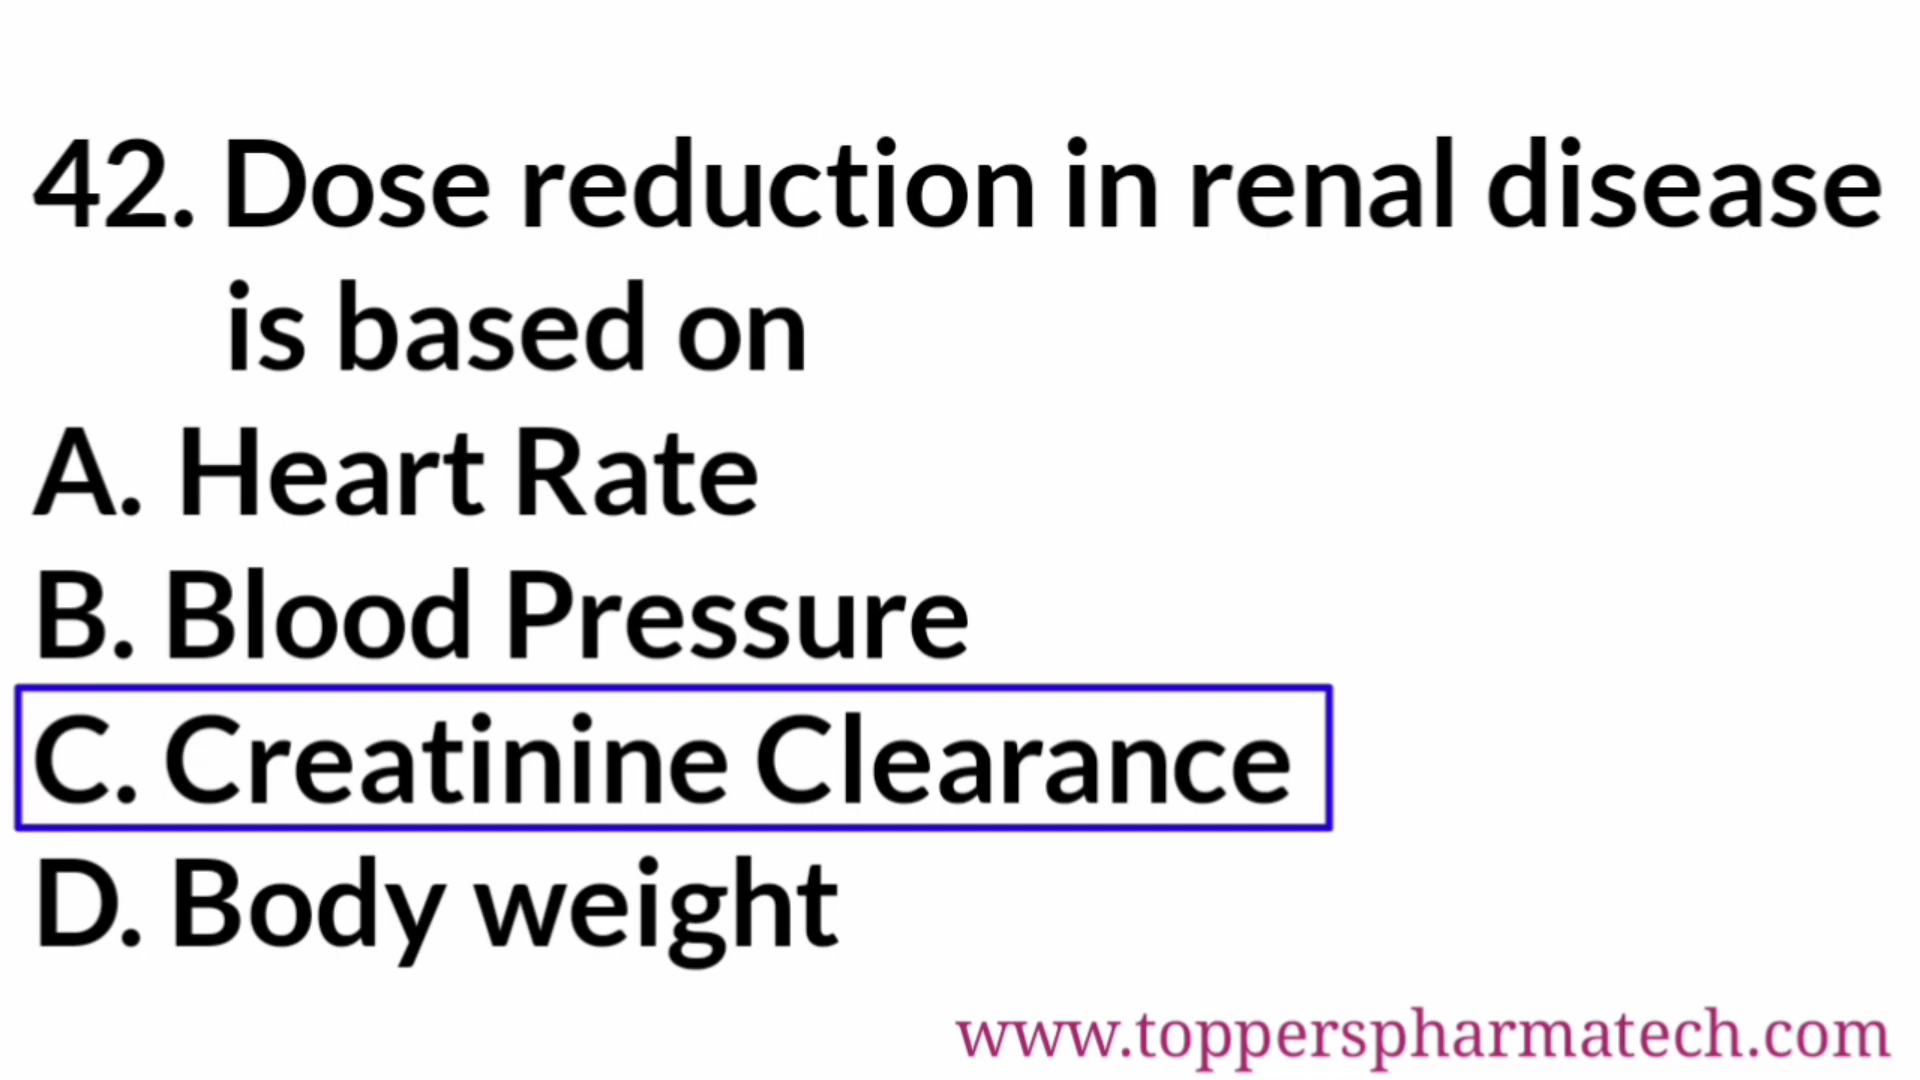 42. Dose reduction in renal disease
is based on
A. Heart Rate
B. Blood Pressure
C. Creatinine Clearance
D. Body weight
www.topperspharmatech.com